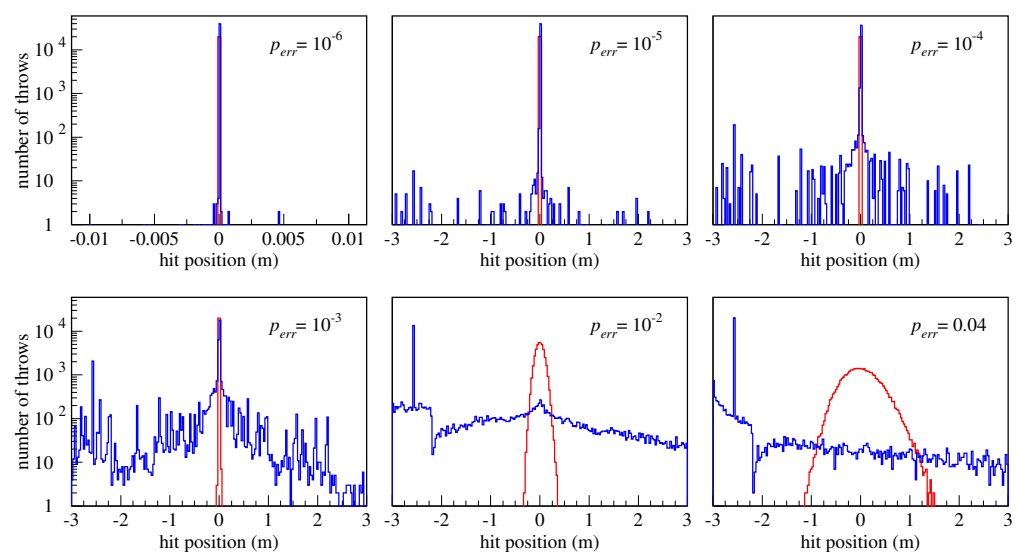 number of throws
10^4
10^3
10^2
10
1
p_err = 10^-6
-0.01 -0.005 0 0.005 0.01
hit position (m)
p_err = 10^-5
-3 -2 -1 0 1 2 3
hit position (m)
p_err = 10^-4
-3 -2 -1 0 1 2 3
hit position (m)
number of throws
10^4
10^3
10^2
10
1
p_err = 10^-3
-3 -2 -1 0 1 2 3
hit position (m)
p_err = 10^-2
-3 -2 -1 0 1 2 3
hit position (m)
p_err = 0.04
-3 -2 -1 0 1 2 3
hit position (m)